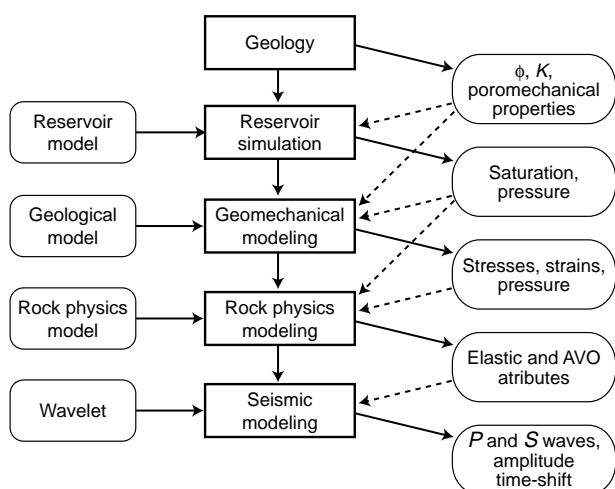 Geology
ϕ, K,
poromechanical
properties
Reservoir
model
Reservoir
simulation
Saturation,
pressure
Geological
model
Geomechanical
modeling
Stresses, strains,
pressure
Rock physics
model
Rock physics
modeling
Elastic and AVO
atributes
Wavelet
Seismic
modeling
P and S waves,
amplitude
time-shift